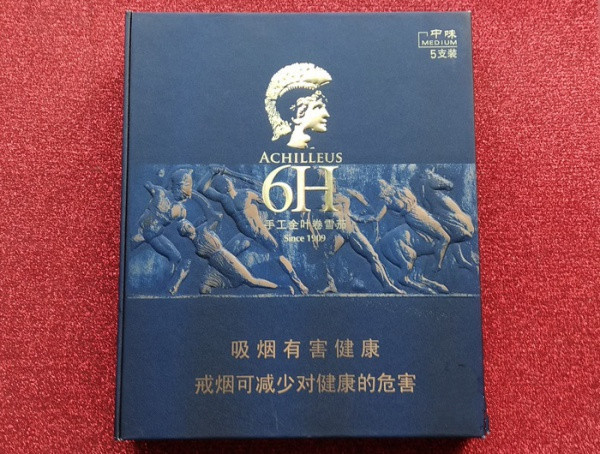 中味
MEDIUM
5支装
ACHILLEUS
6H
手工全叶卷雪茄
Since 1909
吸烟有害健康
戒烟可减少对健康的危害